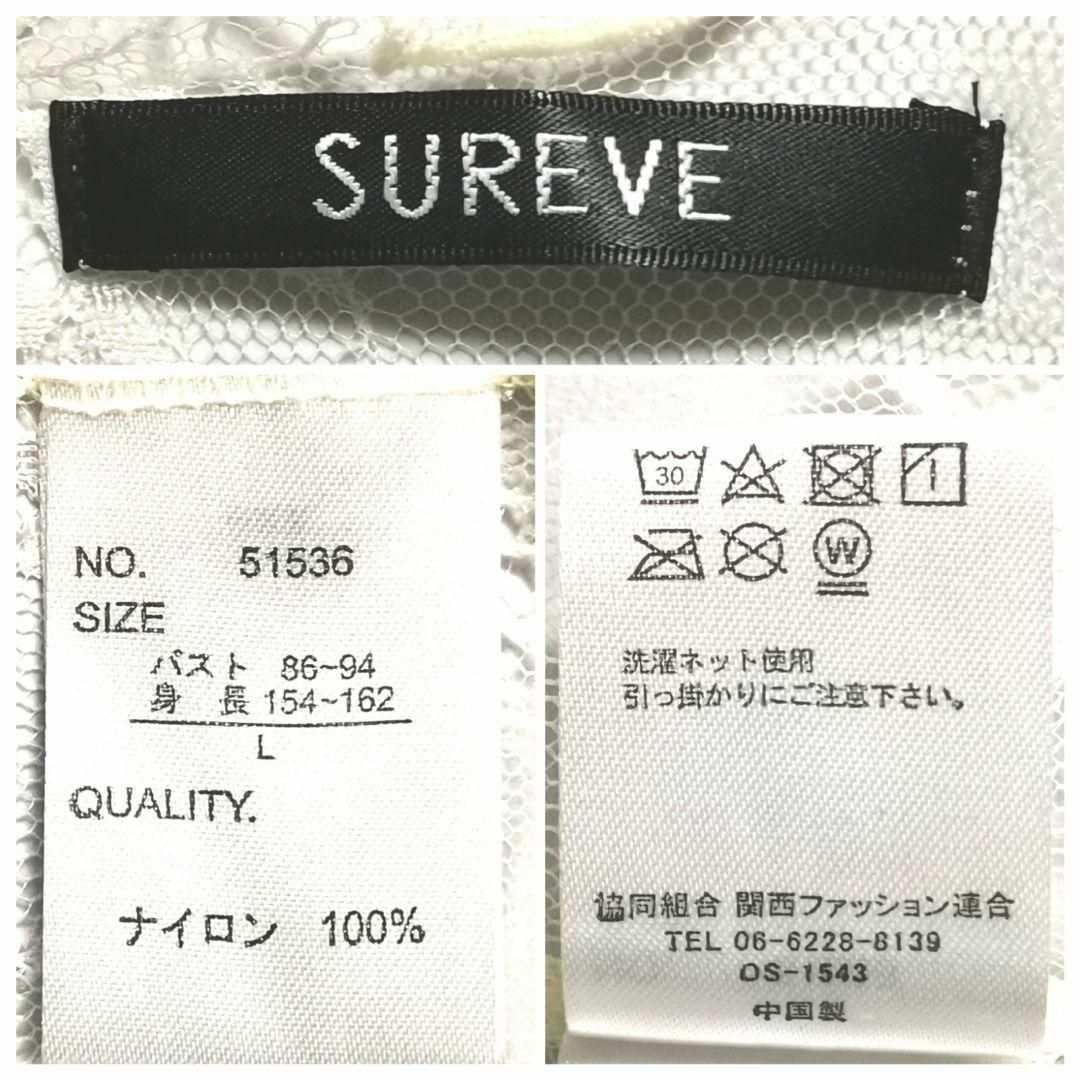 SUREVE
NO. 51536
SIZE
バスト 86~94
身 長 154~162
L
QUALITY.
ナイロン 100%
30
W
洗濯ネット使用
引っ掛かりにご注意下さい。
協同組合 関西ファッション連合
TEL 06-6228-8139
OS-1543
中国製